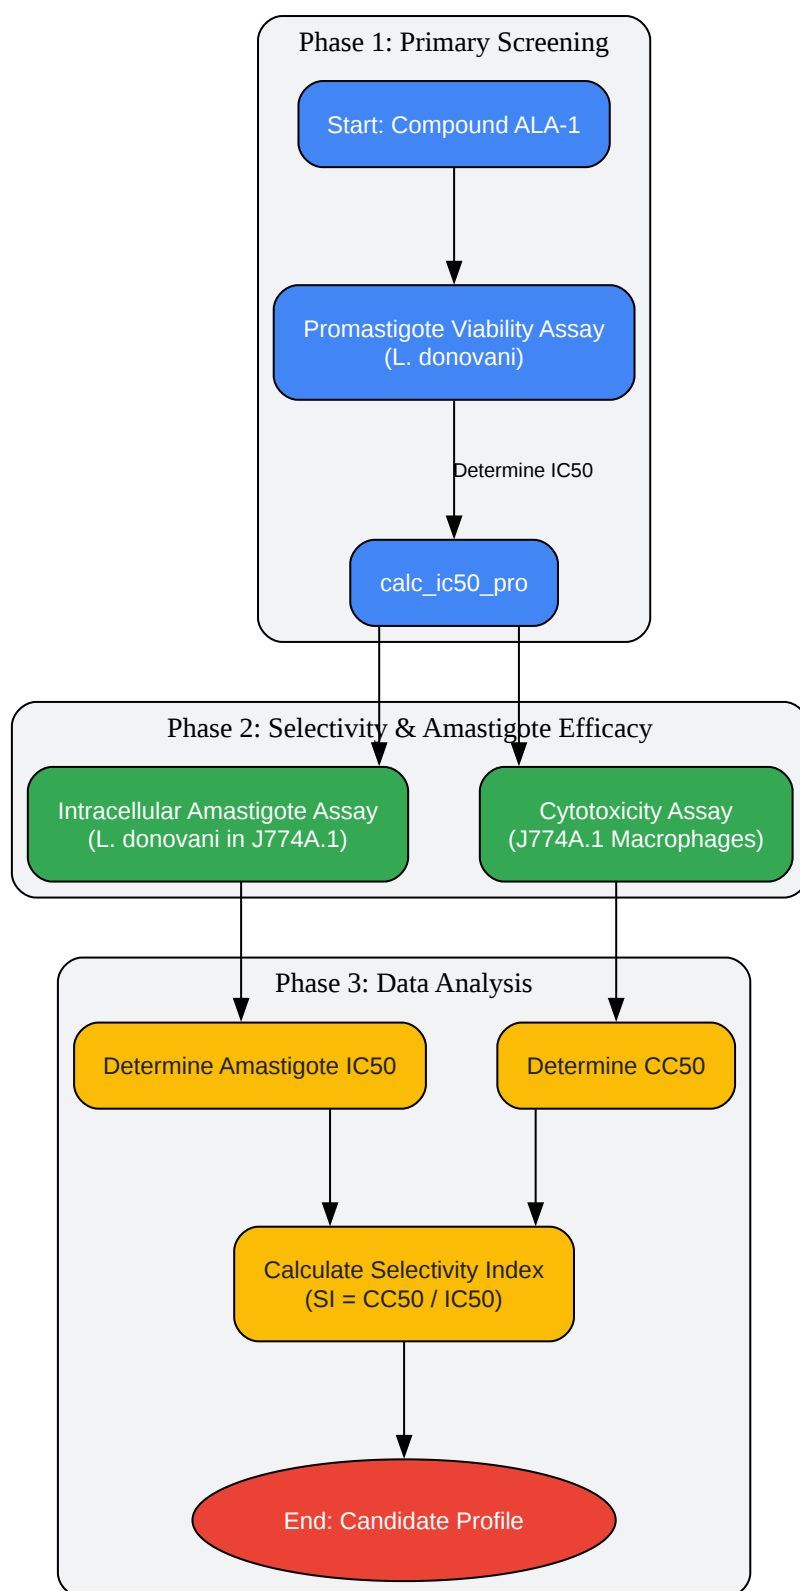 Phase 1: Primary Screening
Start: Compound ALA-1
Promastigote Viability Assay
(L. donovani)
Determine IC50
calc_ic50_pro
Phase 2: Selectivity & Amastigote Efficacy
Intracellular Amastigote Assay
(L. donovani in J774A.1)
Cytotoxicity Assay
(J774A.1 Macrophages)
Phase 3: Data Analysis
Determine Amastigote IC50
Determine CC50
Calculate Selectivity Index
(SI = CC50 / IC50)
End: Candidate Profile